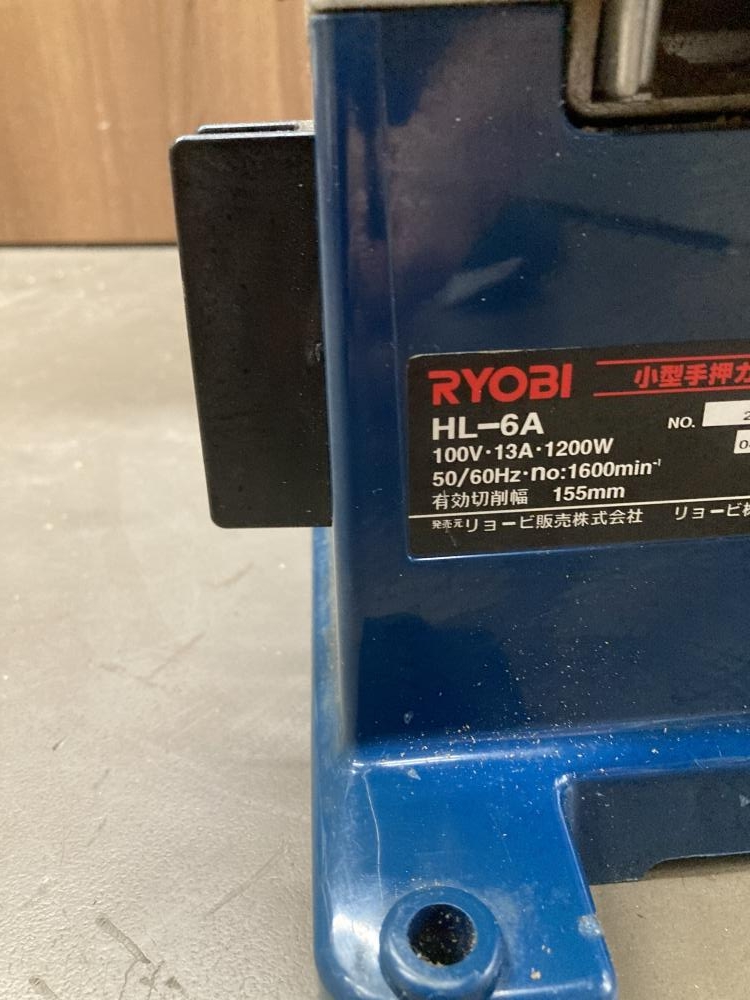 RYOBI 小型手押カ
HL-6A NO. 2
100V·13A·1200W
50/60Hz·no:1600min⁻¹
有効切削幅 155mm
発売元 リョービ販売株式会社 リョービ株